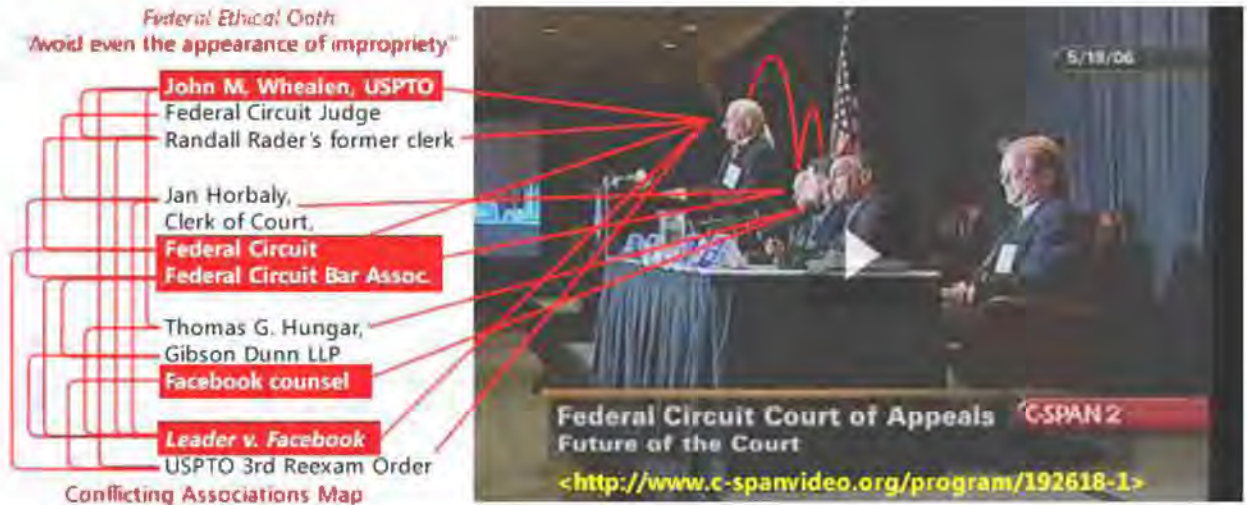 Federal Ethical Oath
"Avoid even the appearance of impropriety"
John M. Whealen, USPTO
Federal Circuit Judge
Randall Rader's former clerk
Jan Horbaly,
Clerk of Court,
Federal Circuit
Federal Circuit Bar Assoc.
Thomas G. Hungar,
Gibson Dunn LLP
Facebook counsel
Leader v. Facebook
USPTO 3rd Reexam Order
Conflicting Associations Map
5/19/06
Federal Circuit Court of Appeals
C-SPAN 2
Future of the Court
<http://www.c-spanvideo.org/program/192618-1>